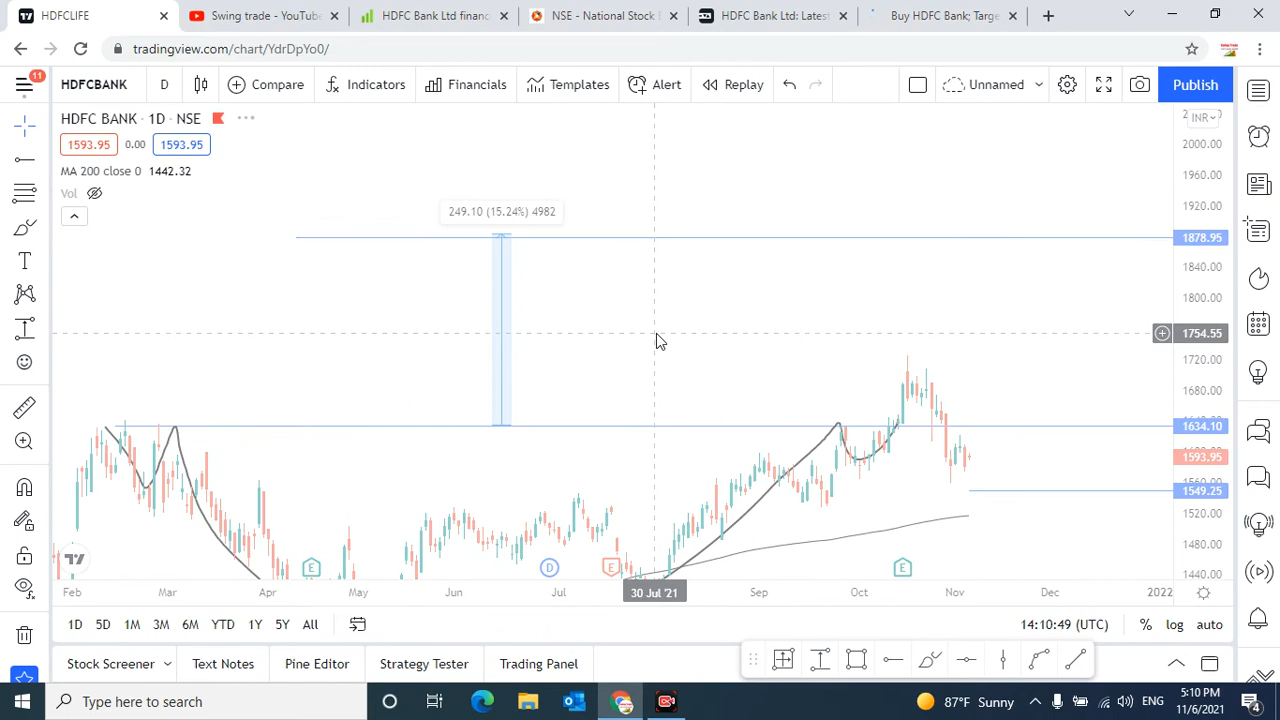 HDFCLIFE
Swing trade - YouTube
HDFC Bank Ltd financ
NSE - National Stock E
HDFC Bank Ltd: Latest
Buy HDFC Bank; Targe
tradingview.com/chart/YdrDpYo0/
11
HDFCBANK
D
Compare
Indicators
Financials
Templates
Alert
Replay
Unnamed
Publish
HDFC BANK · 1D · NSE
INR
1593.95
0.00
1593.95
MA 200 close 0 1442.32
Vol
249.10 (15.24%) 4982
2000.00
1960.00
1920.00
1878.95
1840.00
1800.00
1754.55
1720.00
1680.00
1634.10
1593.95
1549.25
1520.00
1480.00
1440.00
E
D
E
E
Feb
Mar
Apr
May
Jun
Jul
30 Jul '21
Sep
Oct
Nov
Dec
2022
1D
5D
1M
3M
6M
YTD
1Y
5Y
All
14:10:49 (UTC)
%
log
auto
Stock Screener
Text Notes
Pine Editor
Strategy Tester
Trading Panel
Type here to search
87°F Sunny
ENG
5:10 PM
11/6/2021
4